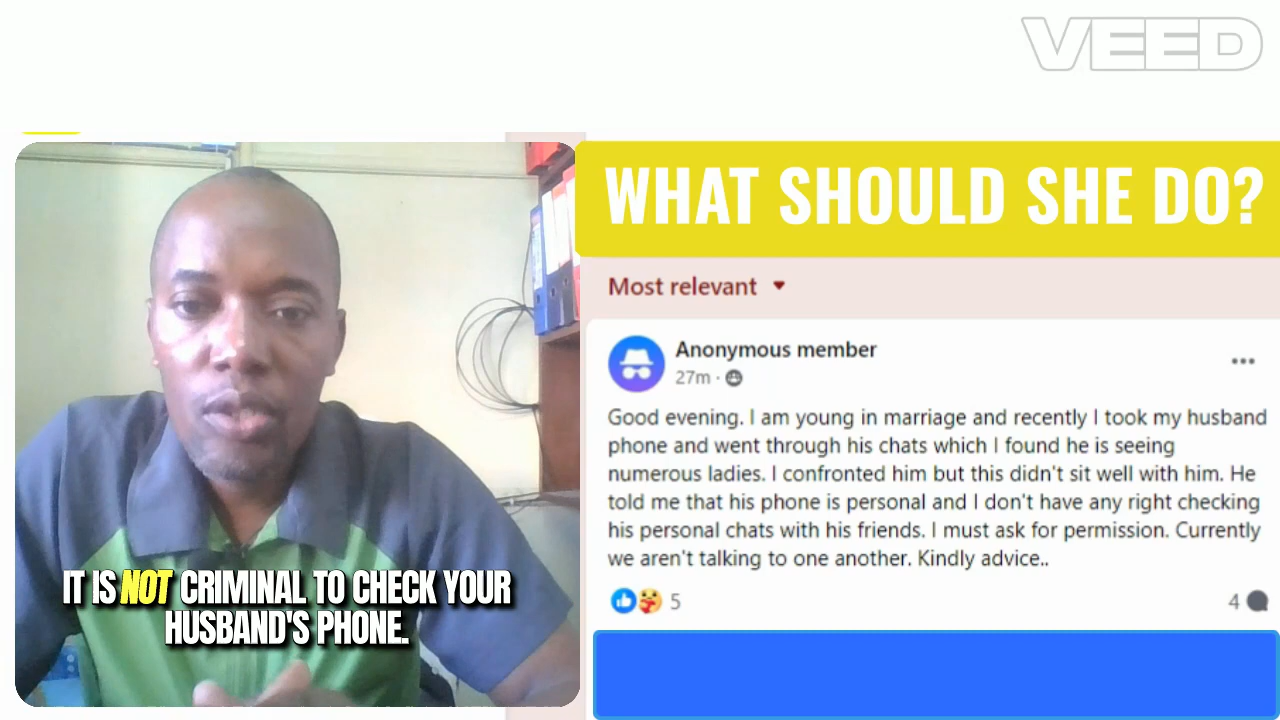 VEED
WHAT SHOULD SHE DO?
Most relevant
Anonymous member
27m ·
Good evening. I am young in marriage and recently I took my husband
phone and went through his chats which I found he is seeing
numerous ladies. I confronted him but this didn't sit well with him. He
told me that his phone is personal and I don't have any right checking
his personal chats with his friends. I must ask for permission. Currently
we aren't talking to one another. Kindly advice..
5
4
IT IS NOT CRIMINAL TO CHECK YOUR
HUSBAND'S PHONE.